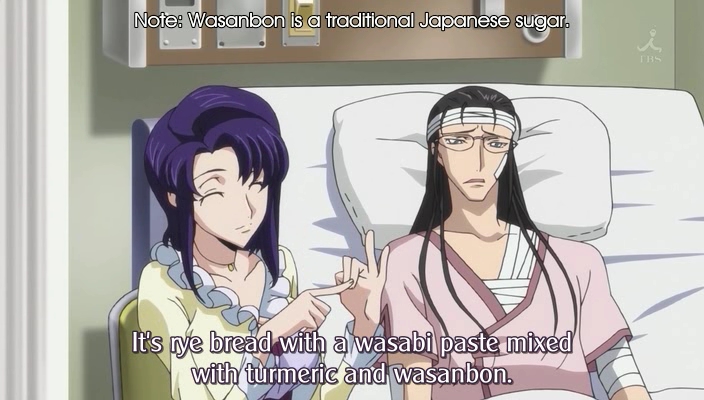 Note: Wasanbon is a traditional Japanese sugar.
TBS
It's rye bread with a wasabi paste mixed
with turmeric and wasanbon.